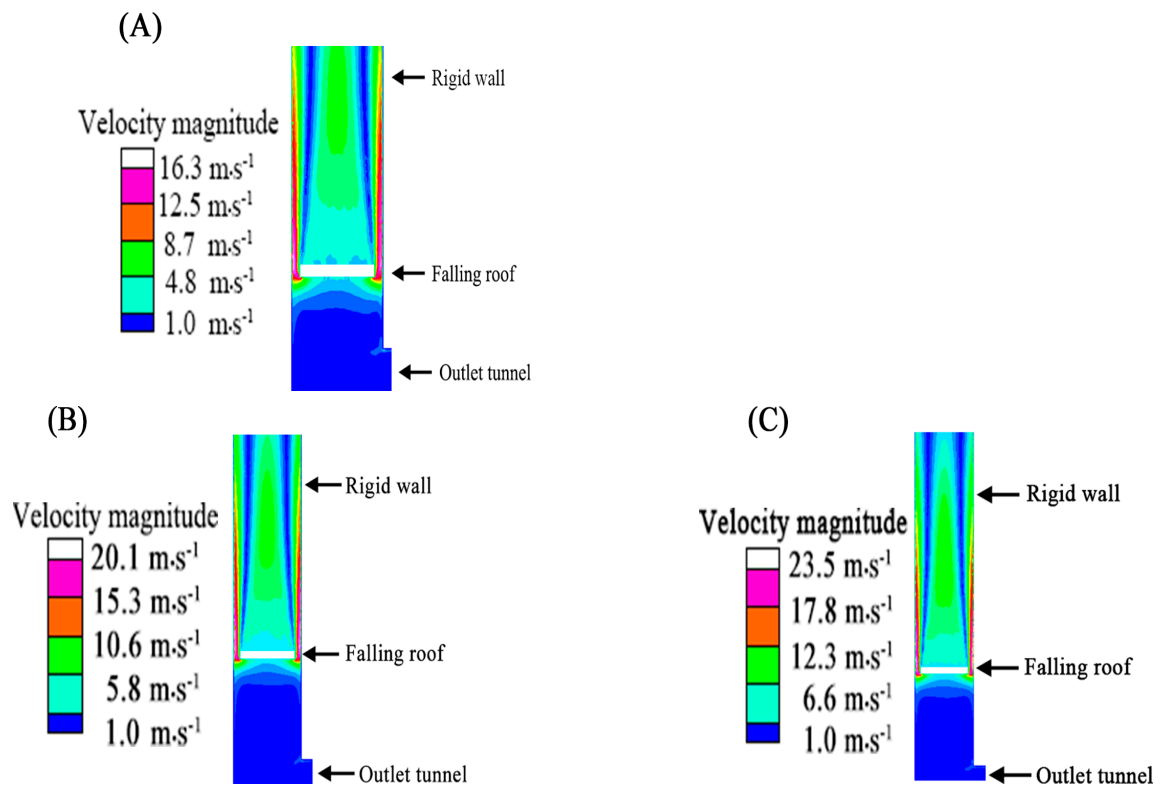 (A)
Rigid wall
Velocity magnitude
16.3 m·s⁻¹
12.5 m·s⁻¹
8.7 m·s⁻¹
4.8 m·s⁻¹
1.0 m·s⁻¹
Falling roof
Outlet tunnel
(B)
Rigid wall
Velocity magnitude
20.1 m·s⁻¹
15.3 m·s⁻¹
10.6 m·s⁻¹
5.8 m·s⁻¹
1.0 m·s⁻¹
Falling roof
Outlet tunnel
(C)
Rigid wall
Velocity magnitude
23.5 m·s⁻¹
17.8 m·s⁻¹
12.3 m·s⁻¹
6.6 m·s⁻¹
1.0 m·s⁻¹
Falling roof
Outlet tunnel